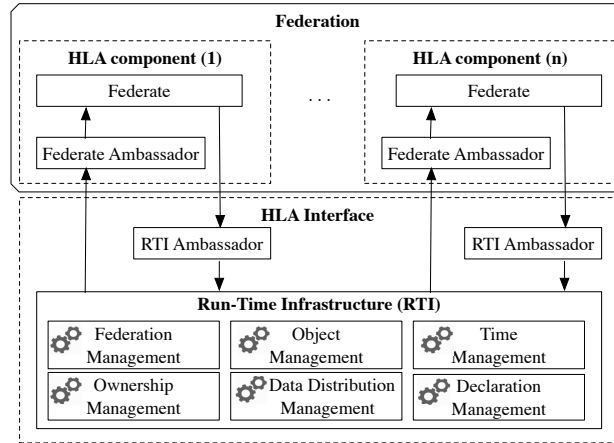 Federation
HLA component (1)
HLA component (n)
Federate
. . .
Federate
Federate Ambassador
Federate Ambassador
HLA Interface
RTI Ambassador
RTI Ambassador
Run-Time Infrastructure (RTI)
Federation
Management
Object
Management
Time
Management
Ownership
Management
Data Distribution
Management
Declaration
Management